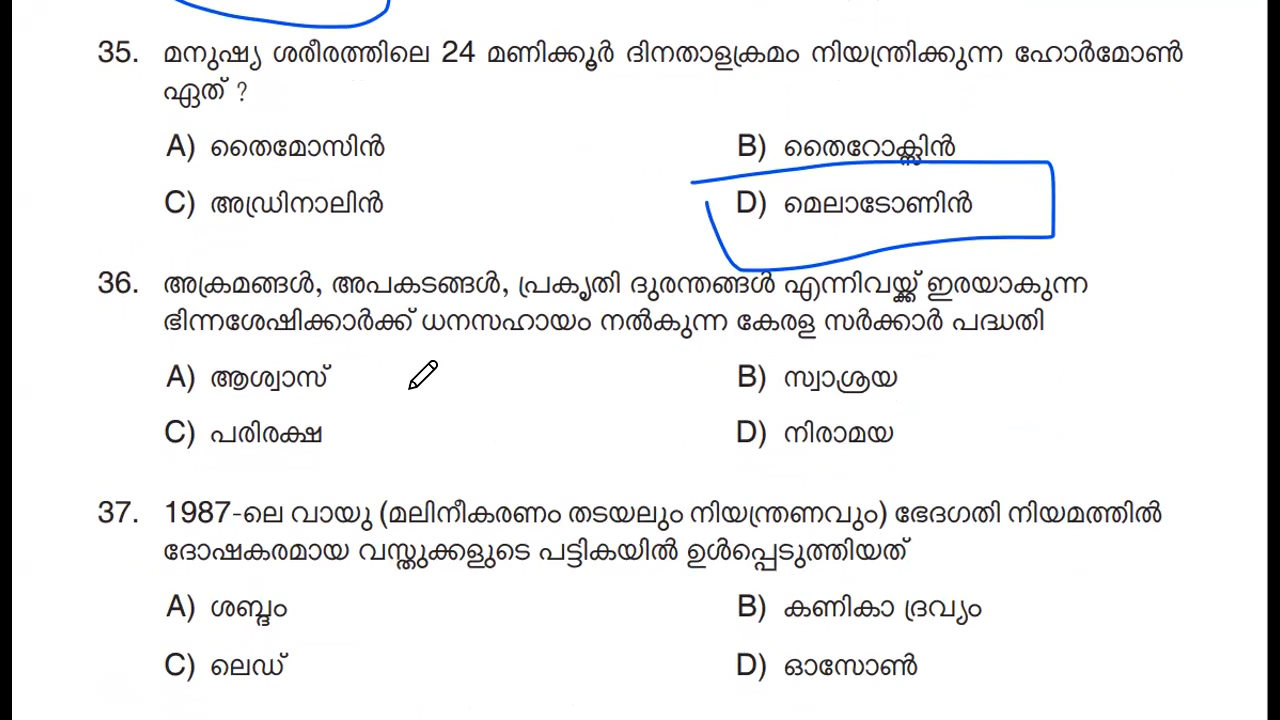 35. മനുഷ്യ ശരീരത്തിലെ 24 മണിക്കൂർ ദിനതാളക്രമം നിയന്ത്രിക്കുന്ന ഹോർമോൺ
ഏത് ?
A) തൈമോസിൻ B) തൈറോക്സിൻ
C) അഡ്രിനാലിൻ D) മെലാടോണിൻ
36. അക്രമങ്ങൾ, അപകടങ്ങൾ, പ്രകൃതി ദുരന്തങ്ങൾ എന്നിവയ്ക്ക് ഇരയാകുന്ന
ഭിന്നശേഷിക്കാർക്ക് ധനസഹായം നൽകുന്ന കേരള സർക്കാർ പദ്ധതി
A) ആശ്വാസ് B) സ്വാശ്രയ
C) പരിരക്ഷ D) നിരാമയ
37. 1987-ലെ വായു (മലിനീകരണം തടയലും നിയന്ത്രണവും) ഭേദഗതി നിയമത്തിൽ
ദോഷകരമായ വസ്തുക്കളുടെ പട്ടികയിൽ ഉൾപ്പെടുത്തിയത്
A) ശബ്ദം B) കണികാ ദ്രവ്യം
C) ലെഡ് D) ഓസോൺ